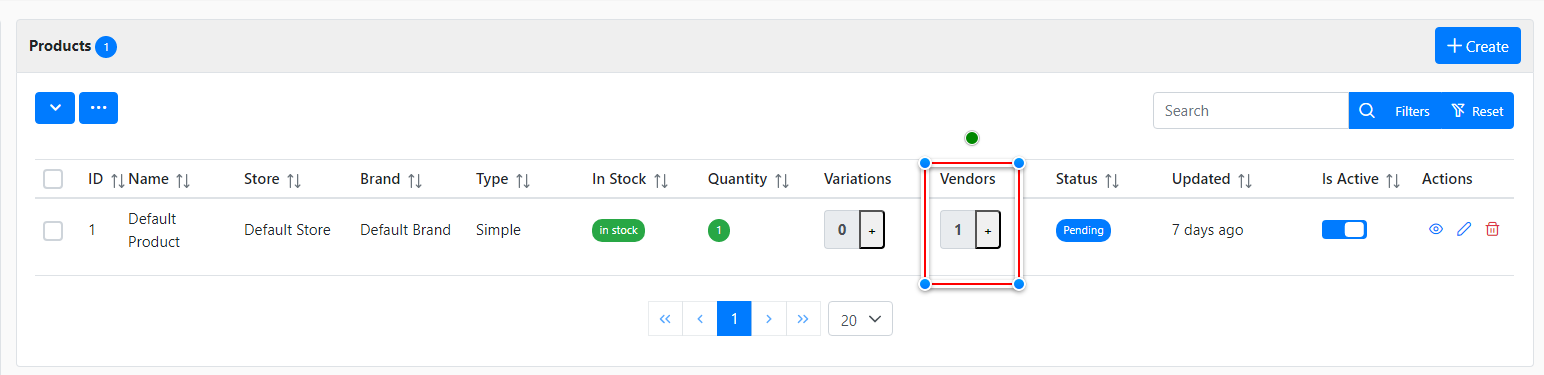 Products 1
Create
Search Filters Reset
ID Name Store Brand Type In Stock Quantity Variations Vendors Status Updated Is Active Actions
1 Default Product Default Store Default Brand Simple in stock 1 0 + 1 + Pending 7 days ago
1 20